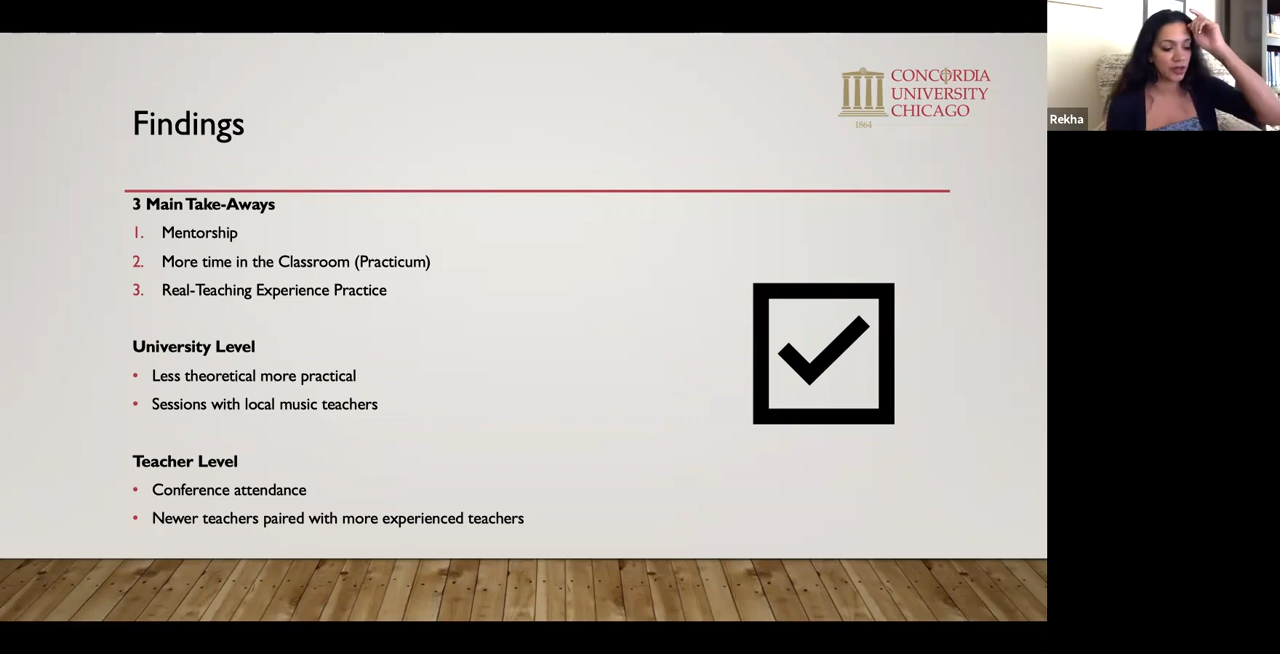 Findings
CONCORDIA
UNIVERSITY
CHICAGO
1864
3 Main Take-Aways
1. Mentorship
2. More time in the Classroom (Practicum)
3. Real-Teaching Experience Practice
University Level
• Less theoretical more practical
• Sessions with local music teachers
Teacher Level
• Conference attendance
• Newer teachers paired with more experienced teachers
Rekha